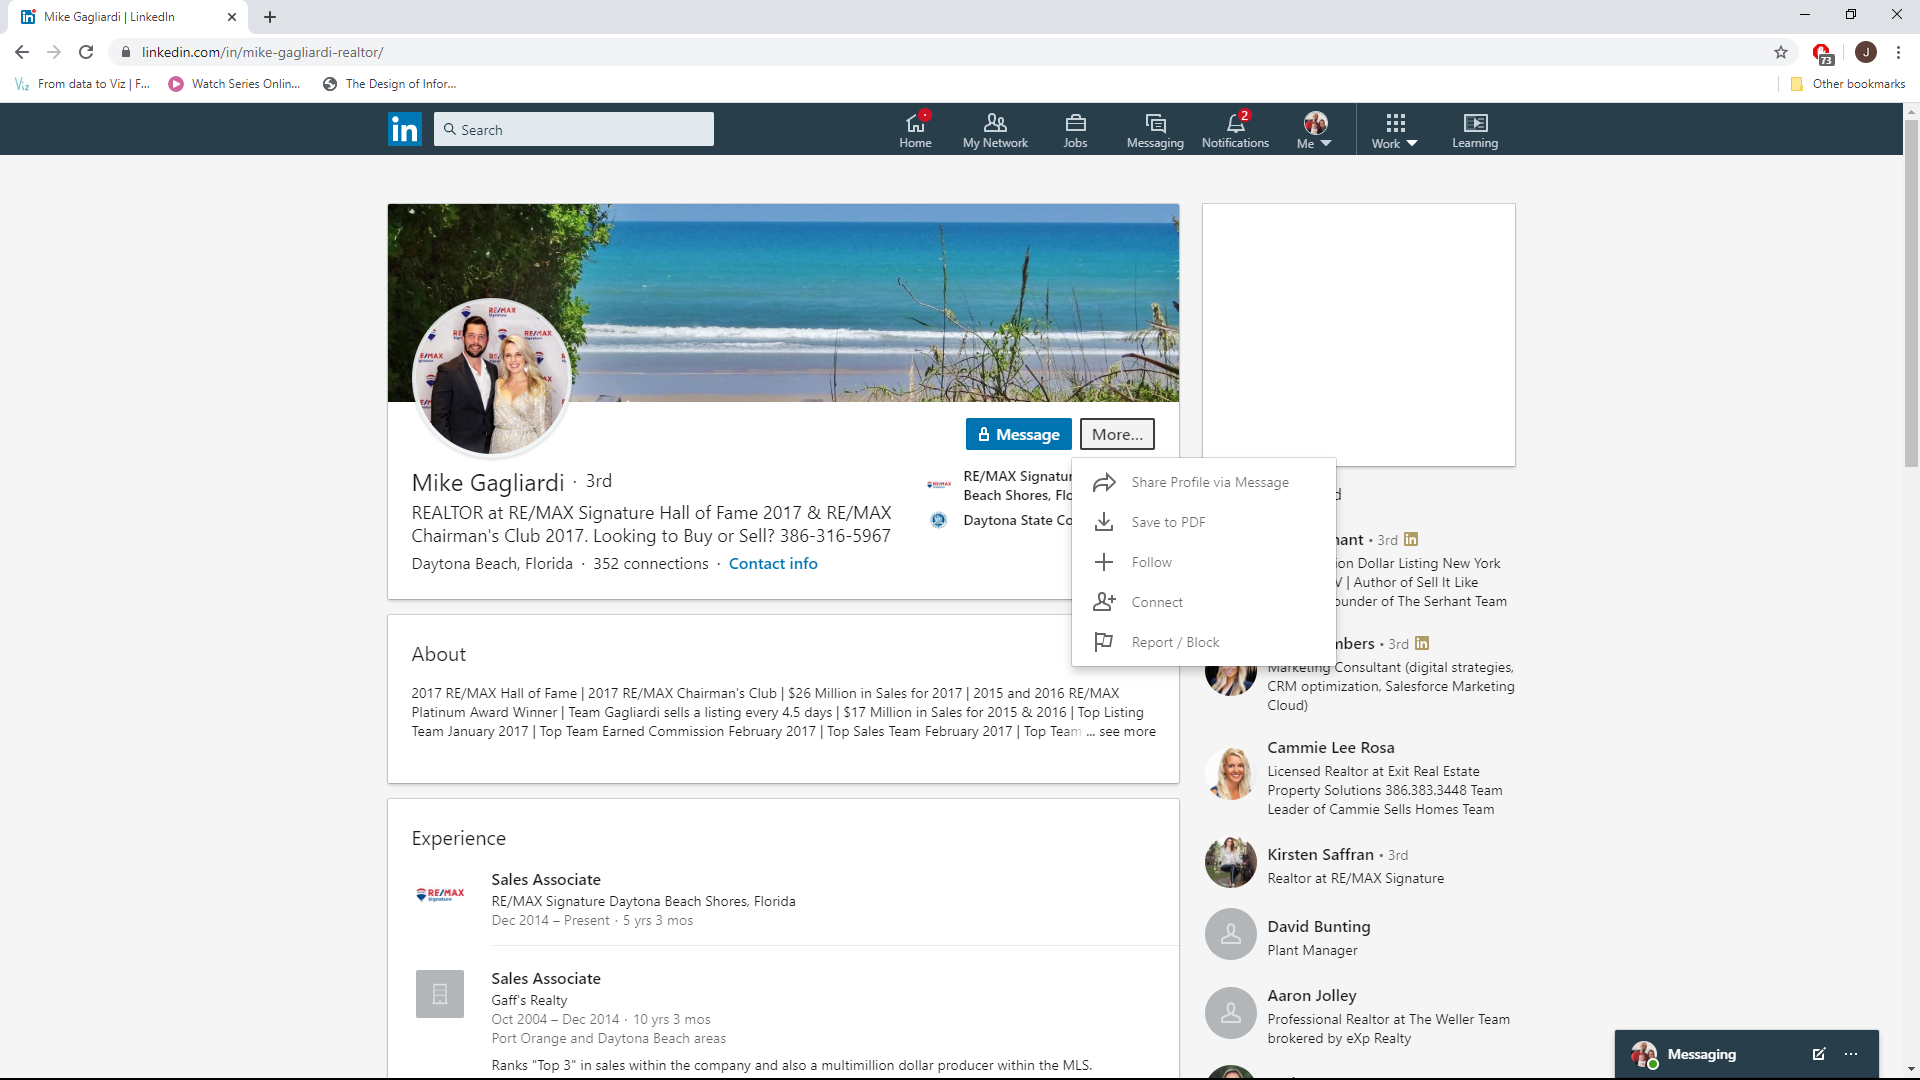 Mike Gagliardi | LinkedIn
linkedin.com/in/mike-gagliardi-realtor/
73
J
From data to Viz | F...
Watch Series Onlin...
The Design of Infor...
Other bookmarks
in
Search
Home
My Network
Jobs
Messaging
2
Notifications
Me
Work
Learning
RE/MAX
Message
More...
Mike Gagliardi · 3rd
REALTOR at RE/MAX Signature Hall of Fame 2017 & RE/MAX
Chairman's Club 2017. Looking to Buy or Sell? 386-316-5967
Daytona Beach, Florida · 352 connections · Contact info
RE/MAX Signatur
Beach Shores, Flo
Daytona State Co
Share Profile via Message
Save to PDF
Follow
Connect
Report / Block
About
2017 RE/MAX Hall of Fame | 2017 RE/MAX Chairman's Club | $26 Million in Sales for 2017 | 2015 and 2016 RE/MAX
Platinum Award Winner | Team Gagliardi sells a listing every 4.5 days | $17 Million in Sales for 2015 & 2016 | Top Listing
Team January 2017 | Top Team Earned Commission February 2017 | Top Sales Team February 2017 | Top Team ... see more
Experience
RE/MAX
Signature
Sales Associate
RE/MAX Signature Daytona Beach Shores, Florida
Dec 2014 – Present · 5 yrs 3 mos
Sales Associate
Gaff's Realty
Oct 2004 – Dec 2014 · 10 yrs 3 mos
Port Orange and Daytona Beach areas
Ranks "Top 3" in sales within the company and also a multimillion dollar producer within the MLS.
d
hant • 3rd in
ion Dollar Listing New York
V | Author of Sell It Like
ounder of The Serhant Team
mbers • 3rd in
Marketing Consultant (digital strategies,
CRM optimization, Salesforce Marketing
Cloud)
Cammie Lee Rosa
Licensed Realtor at Exit Real Estate
Property Solutions 386.383.3448 Team
Leader of Cammie Sells Homes Team
Kirsten Saffran • 3rd
Realtor at RE/MAX Signature
David Bunting
Plant Manager
Aaron Jolley
Professional Realtor at The Weller Team
brokered by eXp Realty
Messaging